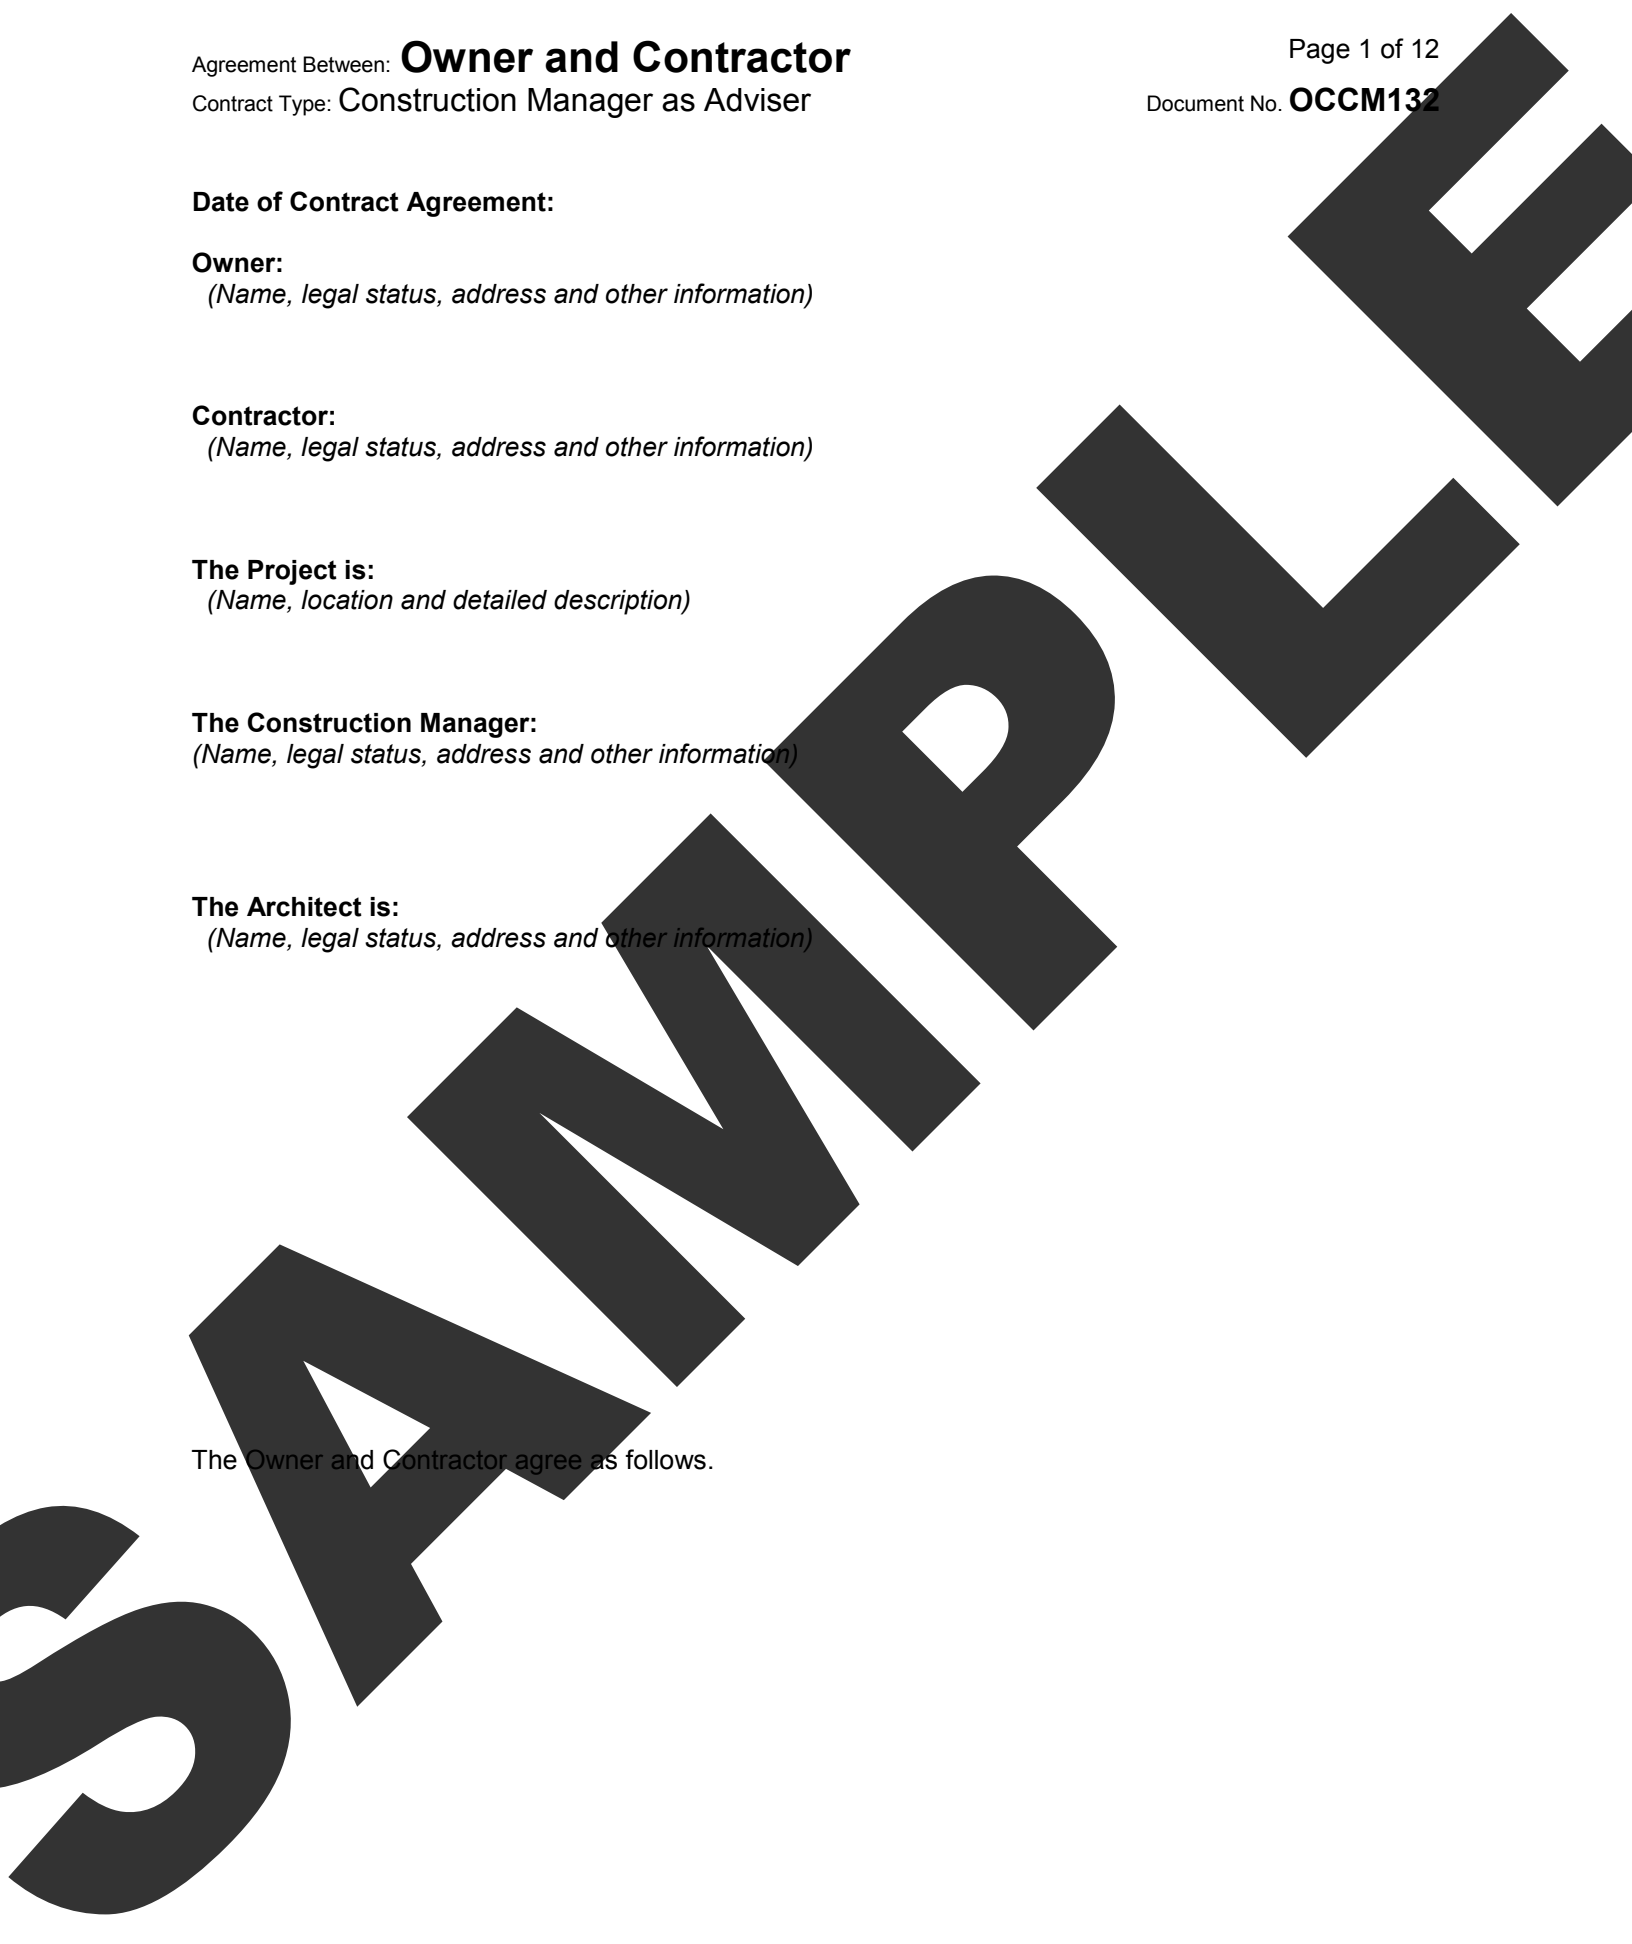 Agreement Between: Owner and Contractor
Page 1 of 12
Contract Type: Construction Manager as Adviser
Document No. OCCM132
Date of Contract Agreement:
Owner:
(Name, legal status, address and other information)
Contractor:
(Name, legal status, address and other information)
The Project is:
(Name, location and detailed description)
The Construction Manager:
(Name, legal status, address and other information)
The Architect is:
(Name, legal status, address and other information)
The Owner and Contractor agree as follows.
SAMPLE